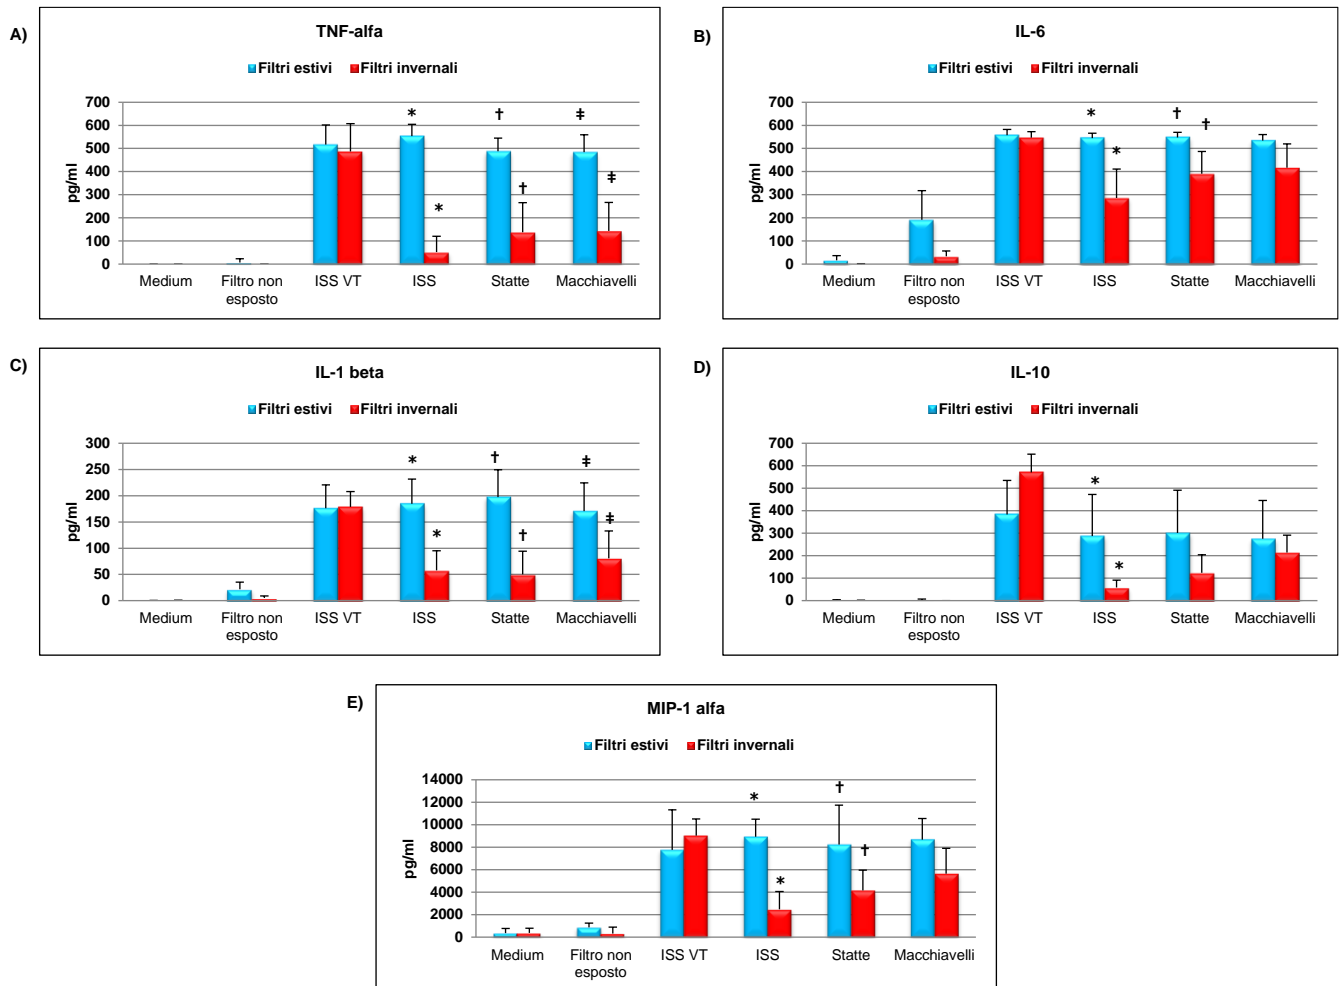 A)
TNF-alfa
Filtri estivi Filtri invernali
700
600
500
400
300
200
100
0
pg/ml
* † ‡
* † ‡
Medium Filtro non esposto ISS VT ISS Statte Macchiavelli
B)
IL-6
Filtri estivi Filtri invernali
700
600
500
400
300
200
100
0
pg/ml
* † †
*
Medium Filtro non esposto ISS VT ISS Statte Macchiavelli
C)
IL-1 beta
Filtri estivi Filtri invernali
300
250
200
150
100
50
0
pg/ml
* † ‡
* † ‡
Medium Filtro non esposto ISS VT ISS Statte Macchiavelli
D)
IL-10
Filtri estivi Filtri invernali
700
600
500
400
300
200
100
0
pg/ml
*
*
Medium Filtro non esposto ISS VT ISS Statte Macchiavelli
E)
MIP-1 alfa
Filtri estivi Filtri invernali
14000
12000
10000
8000
6000
4000
2000
0
pg/ml
* †
* †
Medium Filtro non esposto ISS VT ISS Statte Macchiavelli